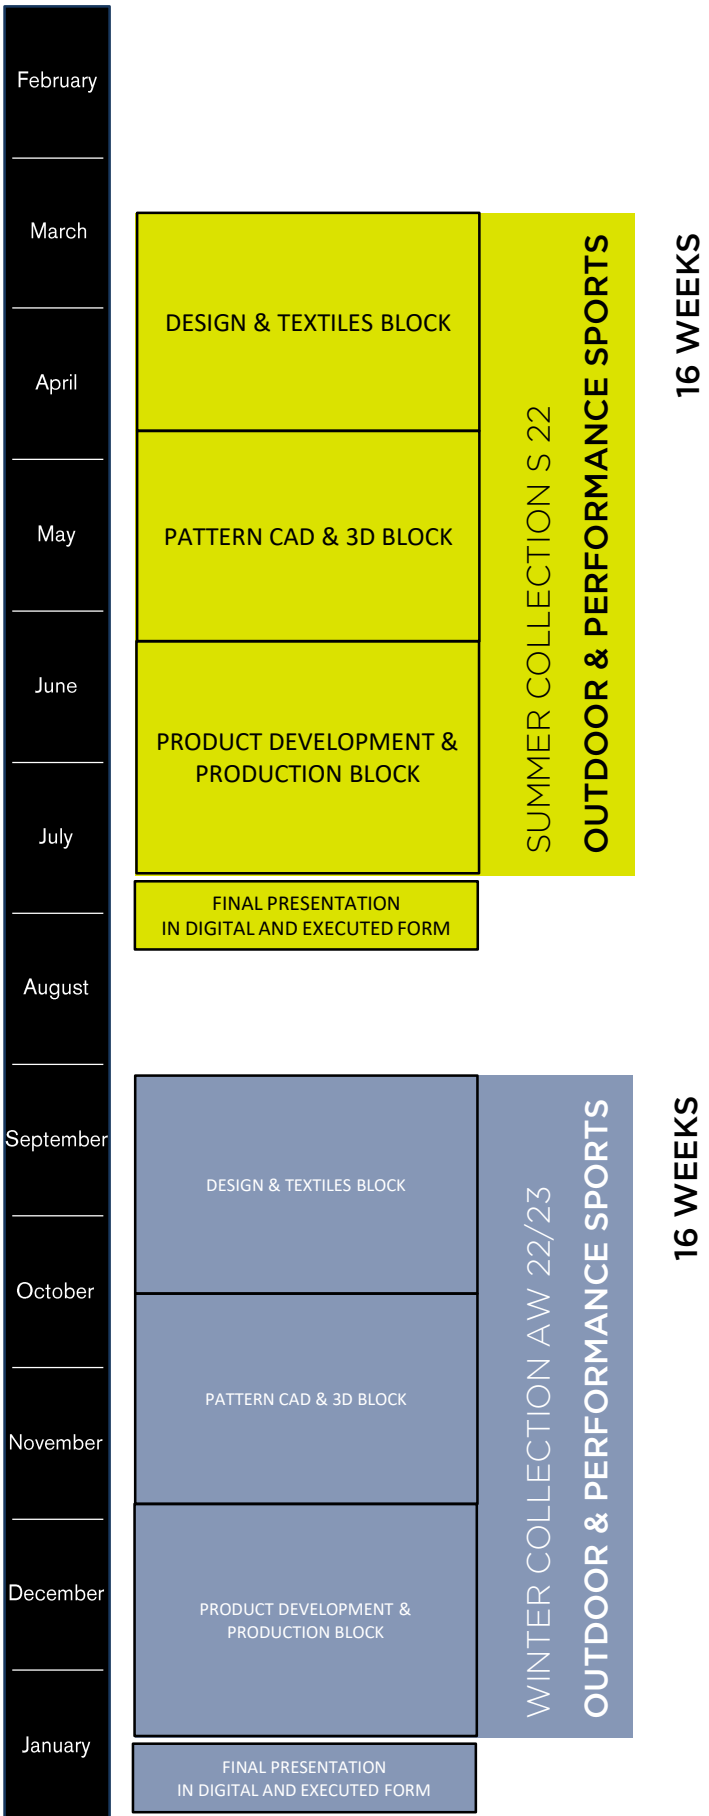 February
March
April
May
June
July
August
September
October
November
December
January
DESIGN & TEXTILES BLOCK
PATTERN CAD & 3D BLOCK
PRODUCT DEVELOPMENT &
PRODUCTION BLOCK
FINAL PRESENTATION
IN DIGITAL AND EXECUTED FORM
SUMMER COLLECTION S 22
OUTDOOR & PERFORMANCE SPORTS
16 WEEKS
DESIGN & TEXTILES BLOCK
PATTERN CAD & 3D BLOCK
PRODUCT DEVELOPMENT &
PRODUCTION BLOCK
FINAL PRESENTATION
IN DIGITAL AND EXECUTED FORM
WINTER COLLECTION AW 22/23
OUTDOOR & PERFORMANCE SPORTS
16 WEEKS